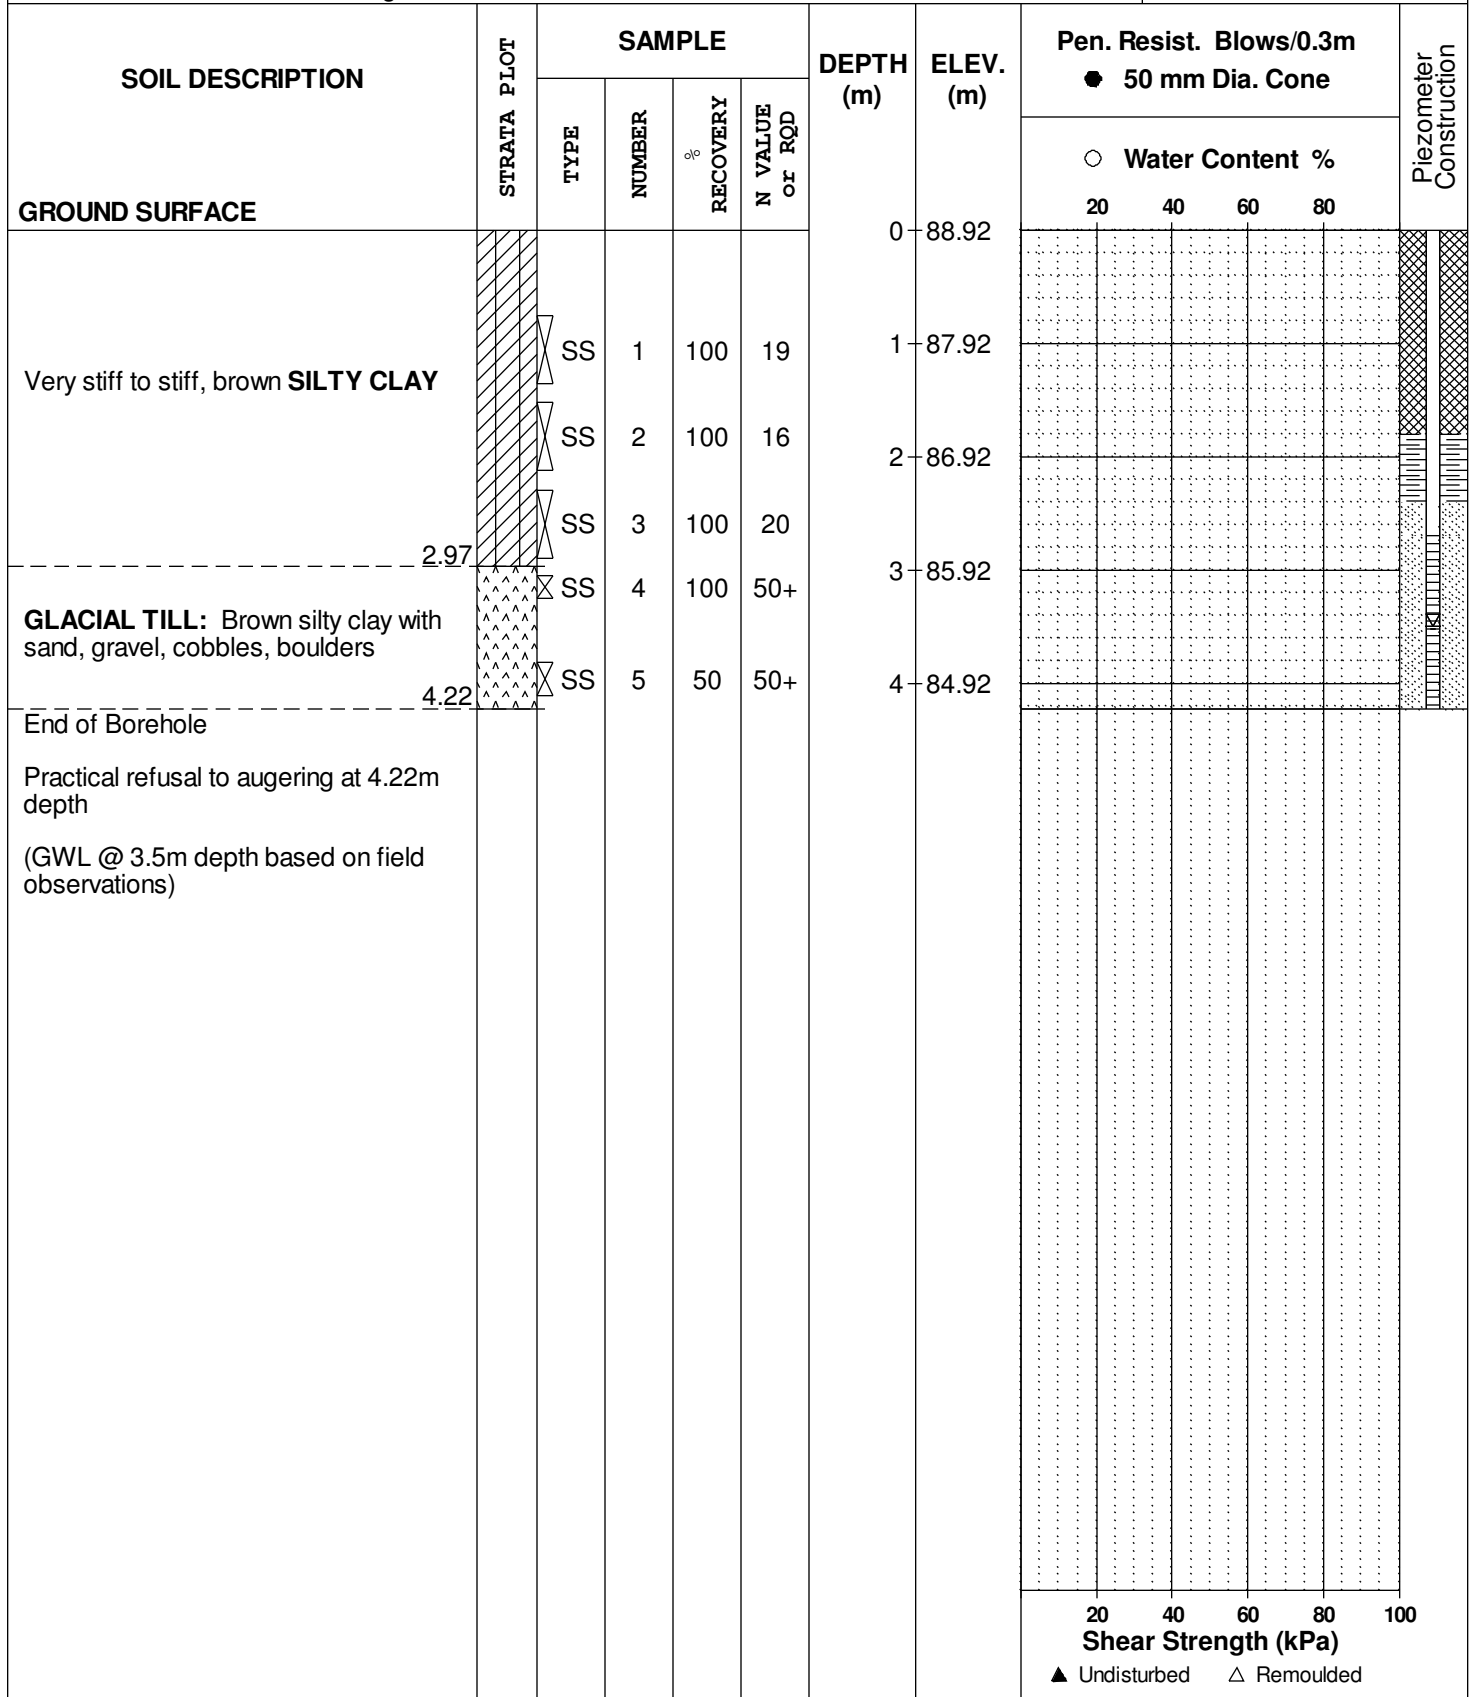 SOIL DESCRIPTION
GROUND SURFACE
STRATA PLOT
SAMPLE
TYPE
NUMBER
%
RECOVERY
N VALUE
or RQD
DEPTH
(m)
ELEV.
(m)
Pen. Resist. Blows/0.3m
● 50 mm Dia. Cone
○ Water Content %
20 40 60 80
Piezometer
Construction
0 88.92
SS 1 100 19
1 87.92
Very stiff to stiff, brown SILTY CLAY
SS 2 100 16
2 86.92
SS 3 100 20
2.97
3 85.92
SS 4 100 50+
GLACIAL TILL: Brown silty clay with
sand, gravel, cobbles, boulders
SS 5 50 50+
4 84.92
4.22
End of Borehole
Practical refusal to augering at 4.22m
depth
(GWL @ 3.5m depth based on field
observations)
20 40 60 80 100
Shear Strength (kPa)
▲ Undisturbed △ Remoulded